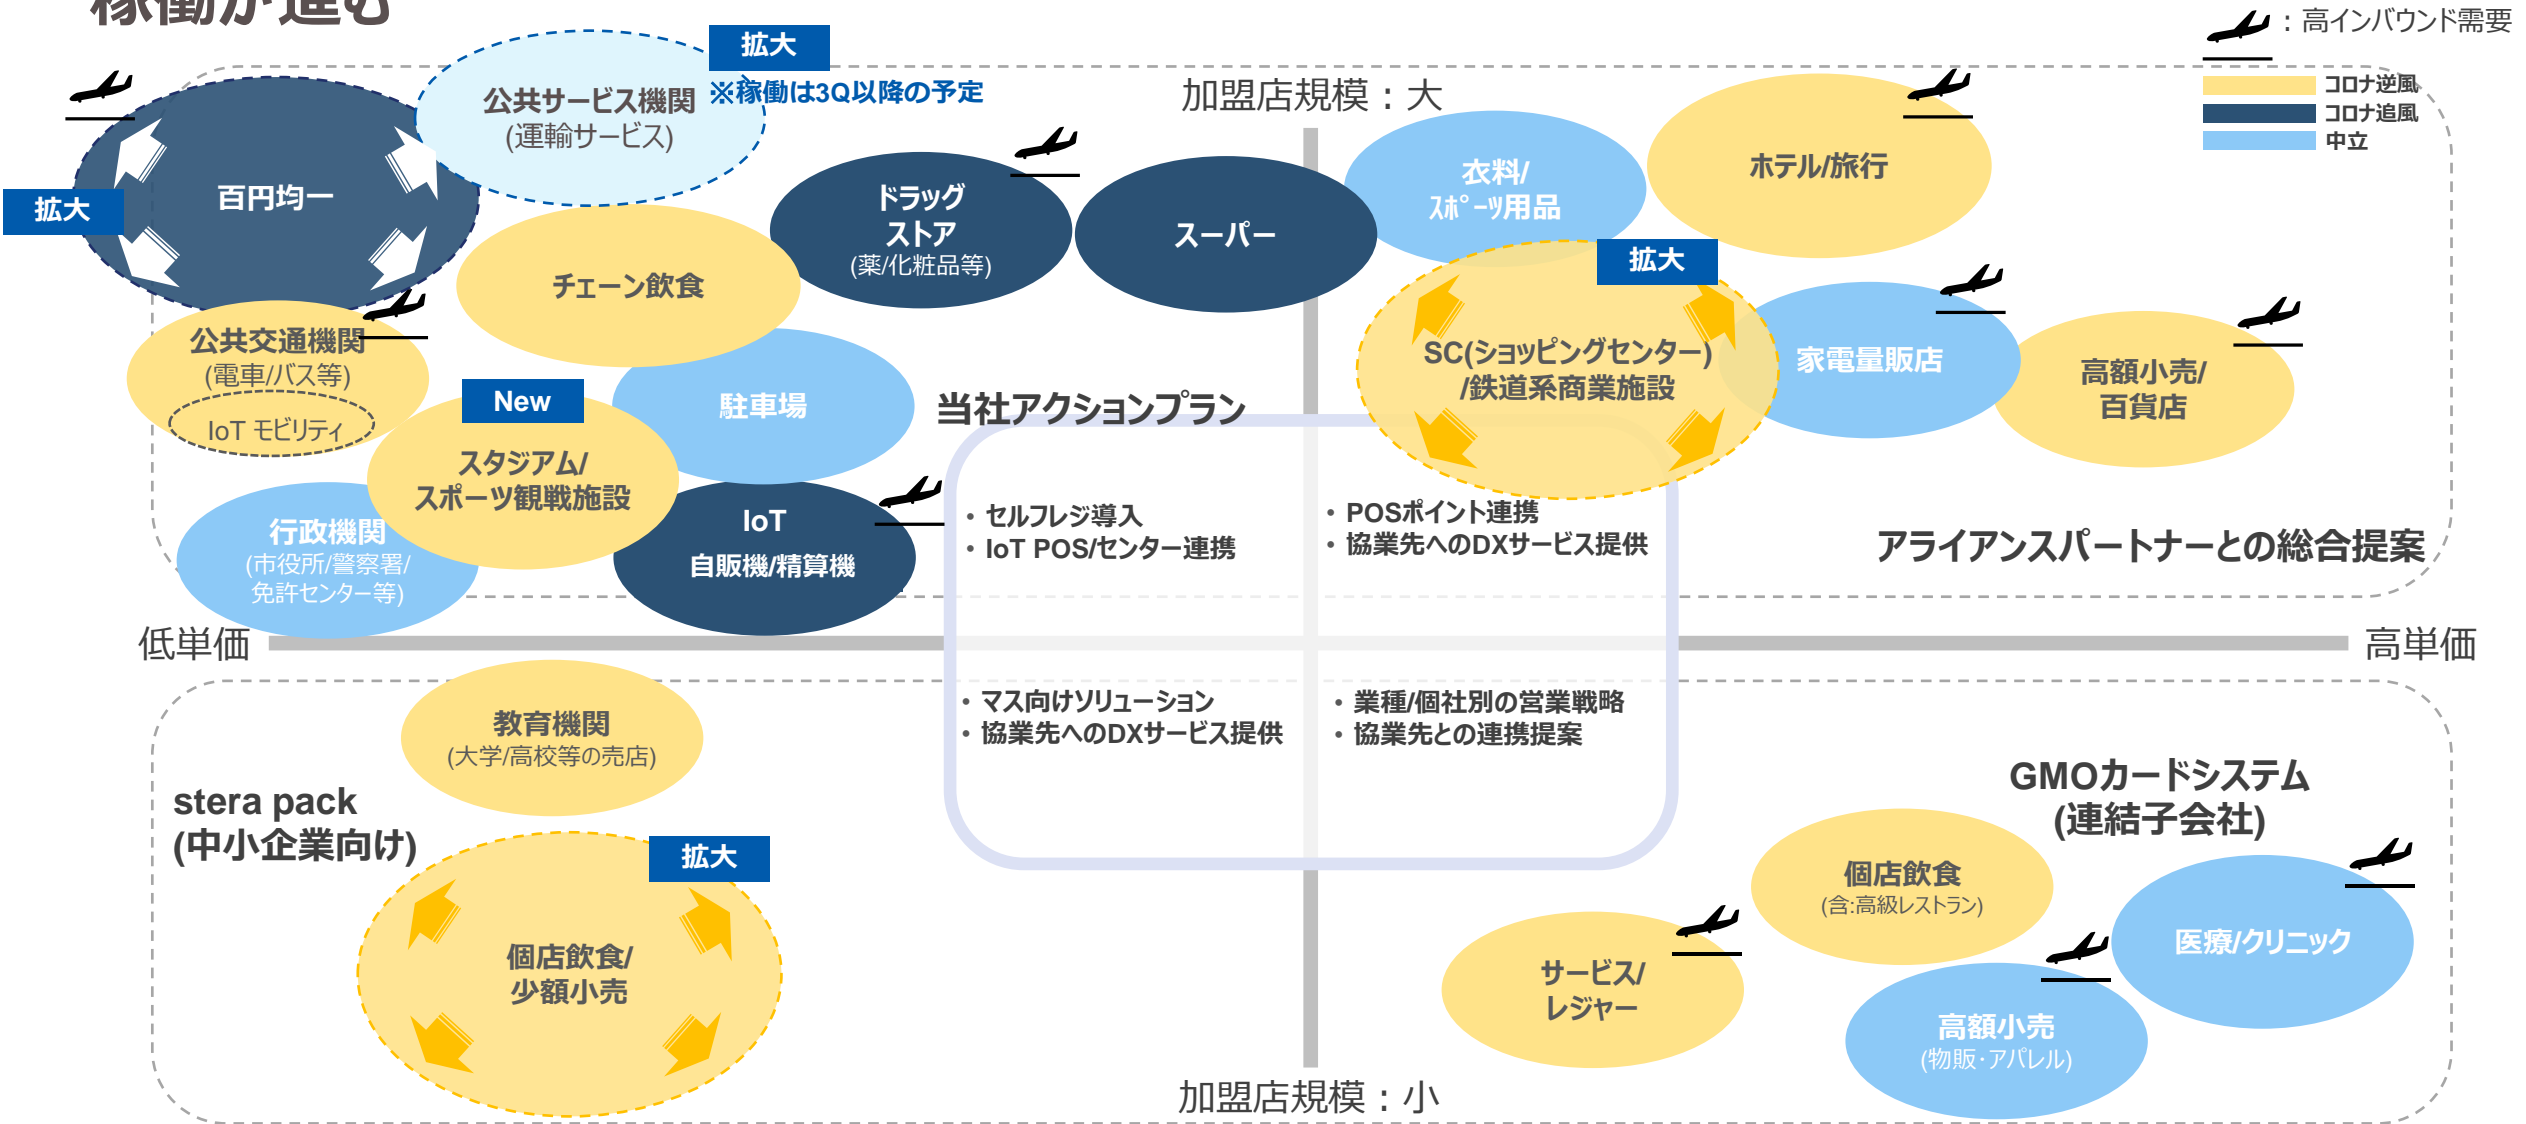 稼働が進む
：高インバウンド需要
コロナ逆風
コロナ追風
中立
拡大
※稼働は3Q以降の予定
公共サービス機関
(運輸サービス)
加盟店規模：大
百円均一
拡大
ドラッグ
ストア
(薬/化粧品等)
スーパー
衣料/
ｽﾎﾟｰﾂ用品
ホテル/旅行
チェーン飲食
拡大
SC(ショッピングセンター)
/鉄道系商業施設
家電量販店
高額小売/
百貨店
公共交通機関
(電車/バス等)
IoT モビリティ
New
スタジアム/
スポーツ観戦施設
駐車場
当社アクションプラン
行政機関
(市役所/警察署/
免許センター等)
IoT
自販機/精算機
・セルフレジ導入
・IoT POS/センター連携
・POSポイント連携
・協業先へのDXサービス提供
アライアンスパートナーとの総合提案
低単価
高単価
・マス向けソリューション
・協業先へのDXサービス提供
・業種/個社別の営業戦略
・協業先との連携提案
教育機関
(大学/高校等の売店)
stera pack
(中小企業向け)
拡大
個店飲食/
少額小売
GMOカードシステム
(連結子会社)
個店飲食
(含:高級レストラン)
医療/クリニック
サービス/
レジャー
高額小売
(物販･アパレル)
加盟店規模：小